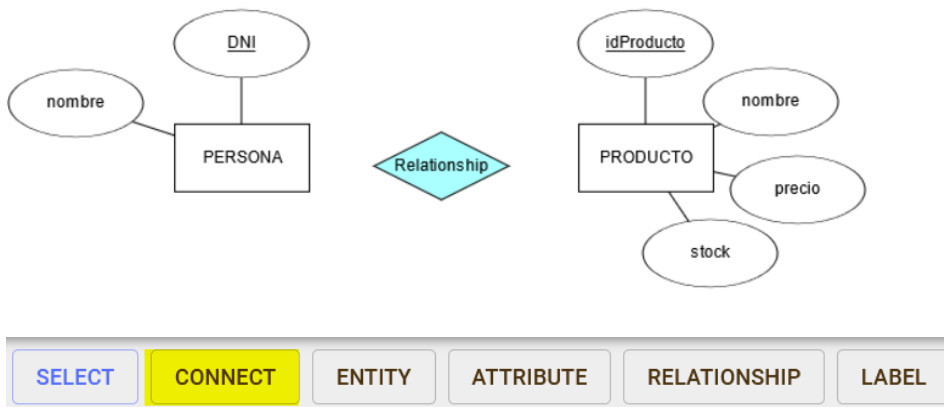 DNI
nombre
PERSONA
Relationship
idProducto
nombre
PRODUCTO
precio
stock
SELECT CONNECT ENTITY ATTRIBUTE RELATIONSHIP LABEL